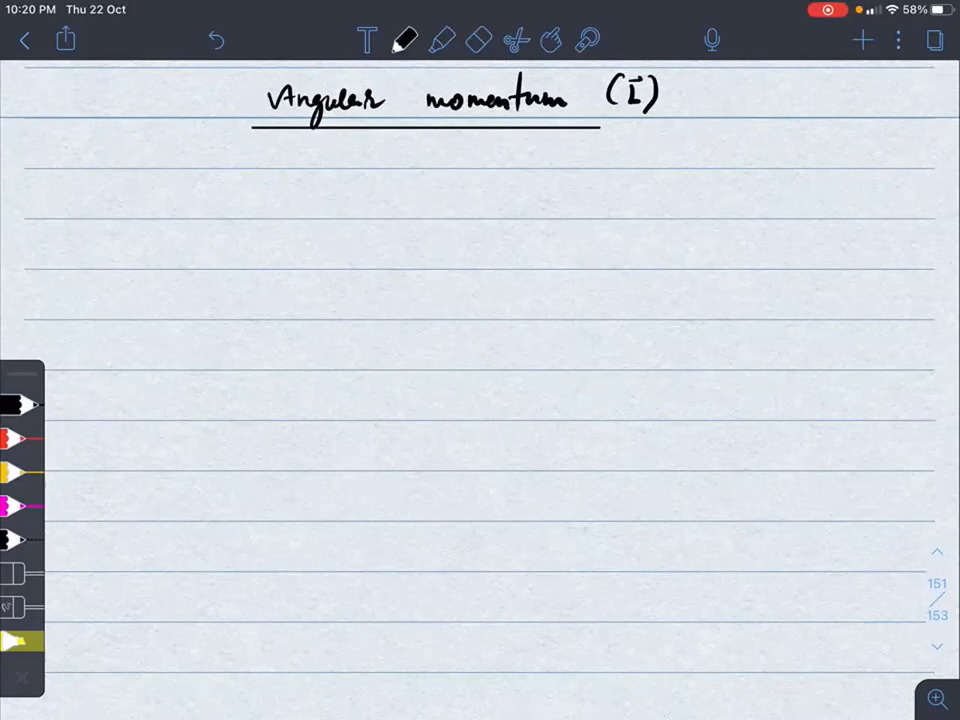 10:20 PM Thu 22 Oct 58%
T
Angular momentum (L⃗)
151
/
153